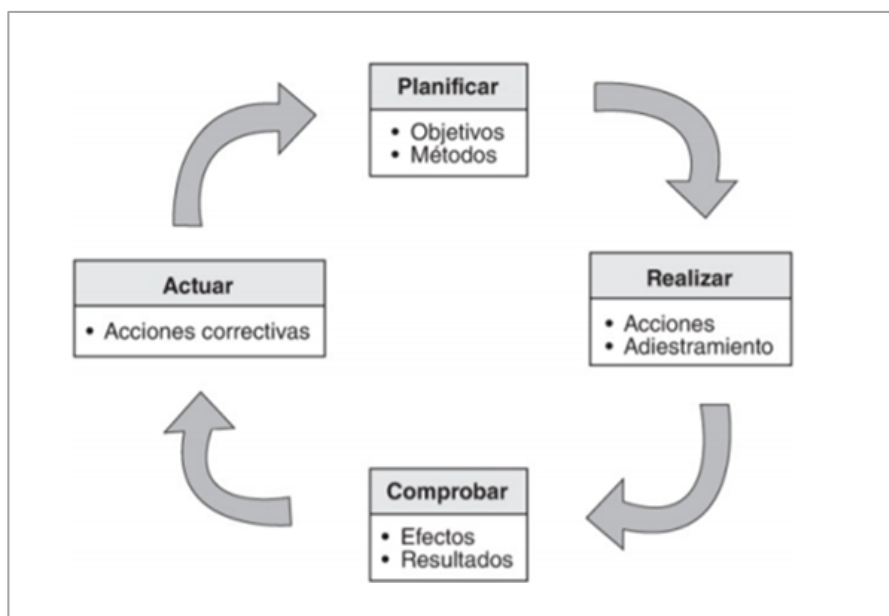 Planificar
• Objetivos
• Métodos
Realizar
• Acciones
• Adiestramiento
Comprobar
• Efectos
• Resultados
Actuar
• Acciones correctivas